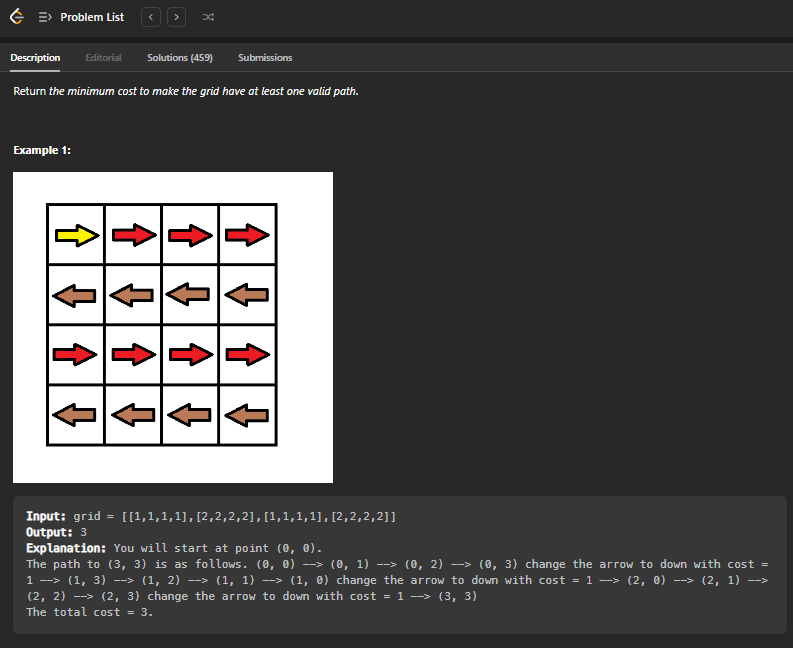 Problem List
Description Editorial Solutions (459) Submissions
Return the minimum cost to make the grid have at least one valid path.
Example 1:
Input: grid = [[1,1,1,1],[2,2,2,2],[1,1,1,1],[2,2,2,2]]
Output: 3
Explanation: You will start at point (0, 0).
The path to (3, 3) is as follows. (0, 0) --> (0, 1) --> (0, 2) --> (0, 3) change the arrow to down with cost =
1 --> (1, 3) --> (1, 2) --> (1, 1) --> (1, 0) change the arrow to down with cost = 1 --> (2, 0) --> (2, 1) -->
(2, 2) --> (2, 3) change the arrow to down with cost = 1 --> (3, 3)
The total cost = 3.